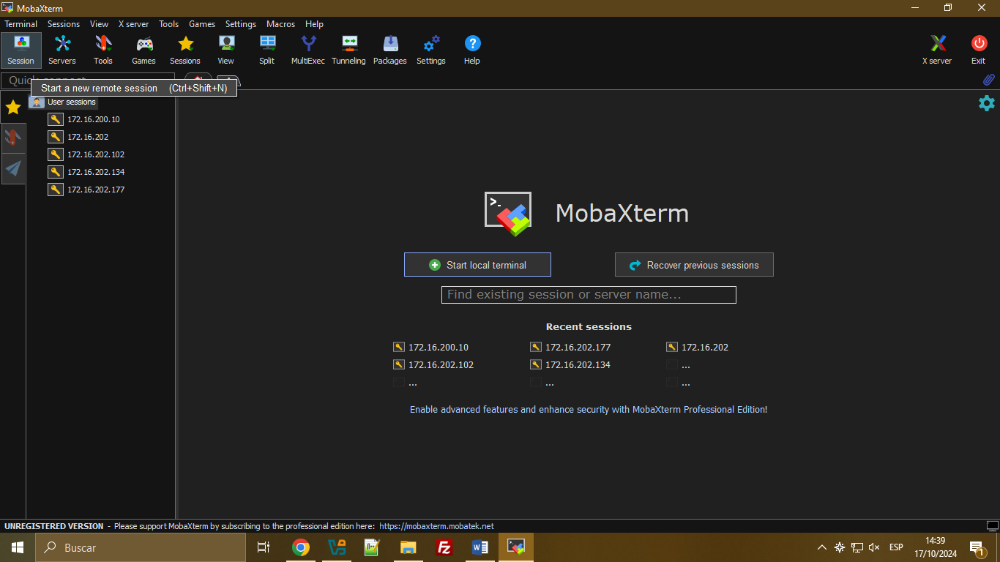 MobaXterm
Terminal Sessions View X server Tools Games Settings Macros Help
Session Servers Tools Games Sessions View Split MultiExec Tunneling Packages Settings Help X server Exit
Quick connect...
Start a new remote session (Ctrl+Shift+N)
User sessions
172.16.200.10
172.16.202
172.16.202.102
172.16.202.134
172.16.202.177
MobaXterm
Start local terminal
Recover previous sessions
Find existing session or server name...
Recent sessions
172.16.200.10 172.16.202.177 172.16.202
172.16.202.102 172.16.202.134 ...
... ... ...
Enable advanced features and enhance security with MobaXterm Professional Edition!
UNREGISTERED VERSION - Please support MobaXterm by subscribing to the professional edition here: https://mobaxterm.mobatek.net
Buscar
ESP
14:39
17/10/2024
1